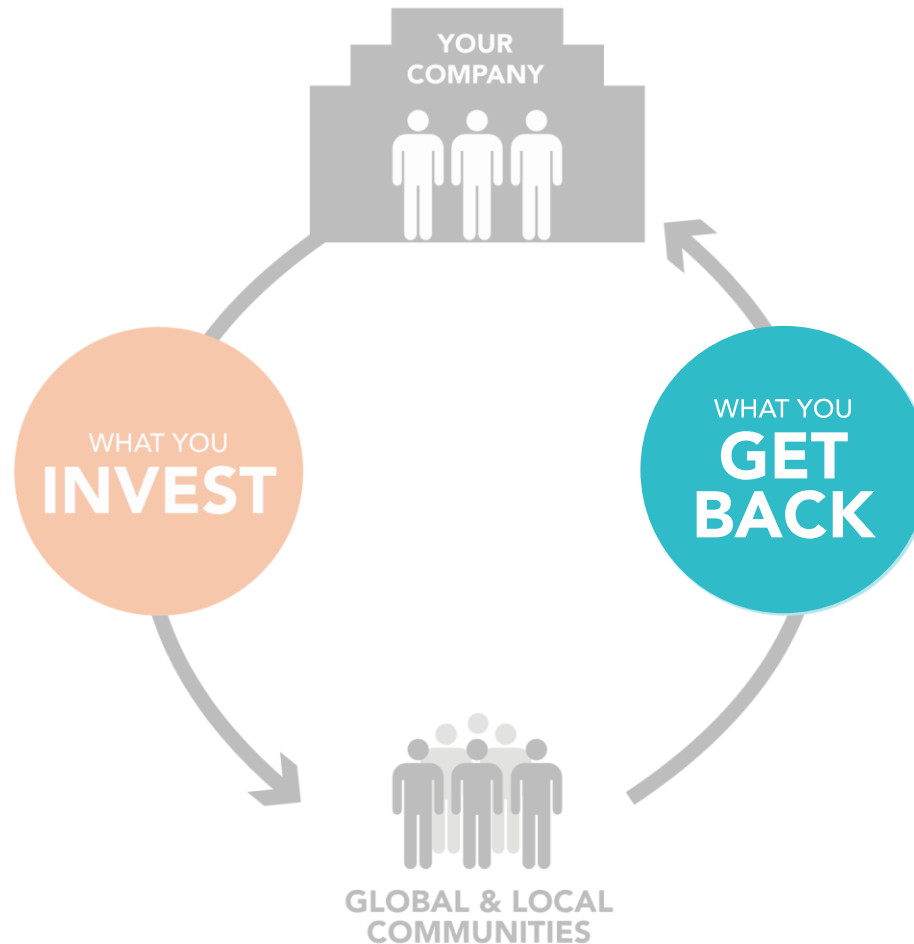 YOUR
COMPANY
WHAT YOU
INVEST
WHAT YOU
GET
BACK
GLOBAL & LOCAL
COMMUNITIES